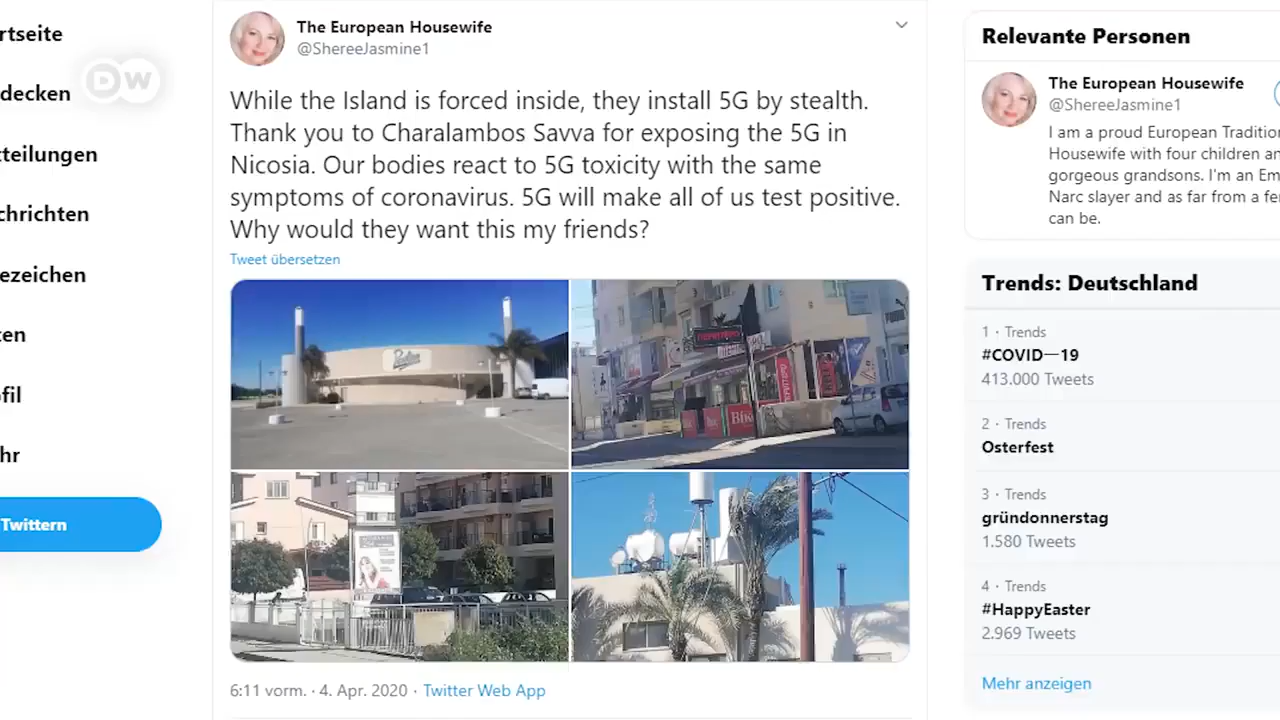 rtseite
DW
decken
tteilungen
chrichten
ezeichen
ten
fil
hr
Twittern
The European Housewife
@ShereeJasmine1
While the Island is forced inside, they install 5G by stealth.
Thank you to Charalambos Savva for exposing the 5G in
Nicosia. Our bodies react to 5G toxicity with the same
symptoms of coronavirus. 5G will make all of us test positive.
Why would they want this my friends?
Tweet übersetzen
6:11 vorm. · 4. Apr. 2020 · Twitter Web App
Relevante Personen
The European Housewife
@ShereeJasmine1
I am a proud European Tradition
Housewife with four children an
gorgeous grandsons. I'm an Em
Narc slayer and as far from a fe
can be.
Trends: Deutschland
1 · Trends
#COVID—19
413.000 Tweets
2 · Trends
Osterfest
3 · Trends
gründonnerstag
1.580 Tweets
4 · Trends
#HappyEaster
2.969 Tweets
Mehr anzeigen